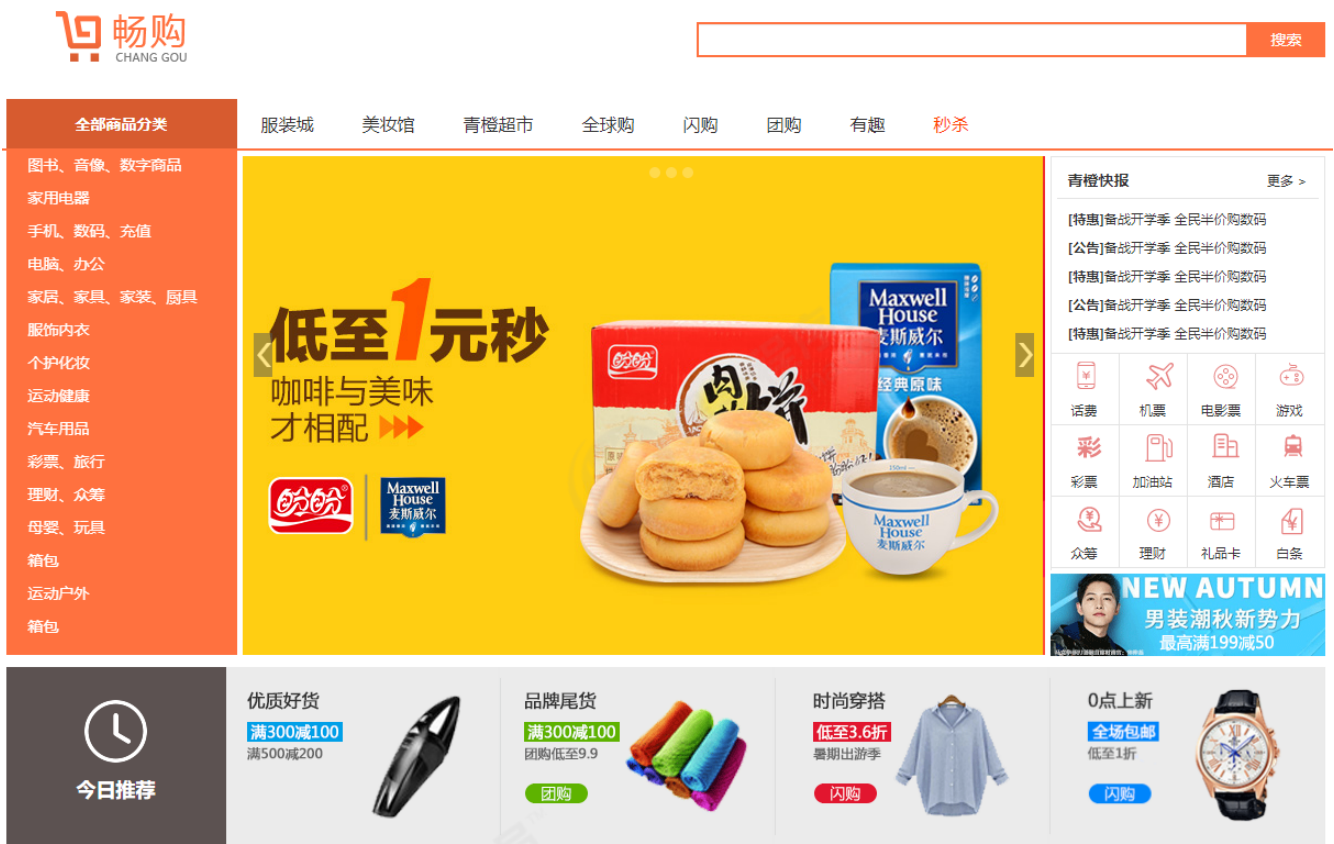 畅购
CHANG GOU
搜索
全部商品分类
服装城 美妆馆 青橙超市 全球购 闪购 团购 有趣 秒杀
图书、音像、数字商品
家用电器
手机、数码、充值
电脑、办公
家居、家具、家装、厨具
服饰内衣
个护化妆
运动健康
汽车用品
彩票、旅行
理财、众筹
母婴、玩具
箱包
运动户外
箱包
低至1元秒
咖啡与美味
才相配
盼盼
Maxwell
House
麦斯威尔
盼盼
Maxwell
House
麦斯威尔
经典原味
Maxwell
House
麦斯威尔
青橙快报 更多 >
[特惠]备战开学季 全民半价购数码
[公告]备战开学季 全民半价购数码
[特惠]备战开学季 全民半价购数码
[公告]备战开学季 全民半价购数码
[特惠]备战开学季 全民半价购数码
话费 机票 电影票 游戏
彩
彩票 加油站 酒店 火车票
众筹 理财 礼品卡 白条
NEW AUTUMN
男装潮秋新势力
最高满199减50
今日推荐
优质好货
满300减100
满500减200
品牌尾货
满300减100
团购低至9.9
团购
时尚穿搭
低至3.6折
暑期出游季
闪购
0点上新
全场包邮
低至1折
闪购